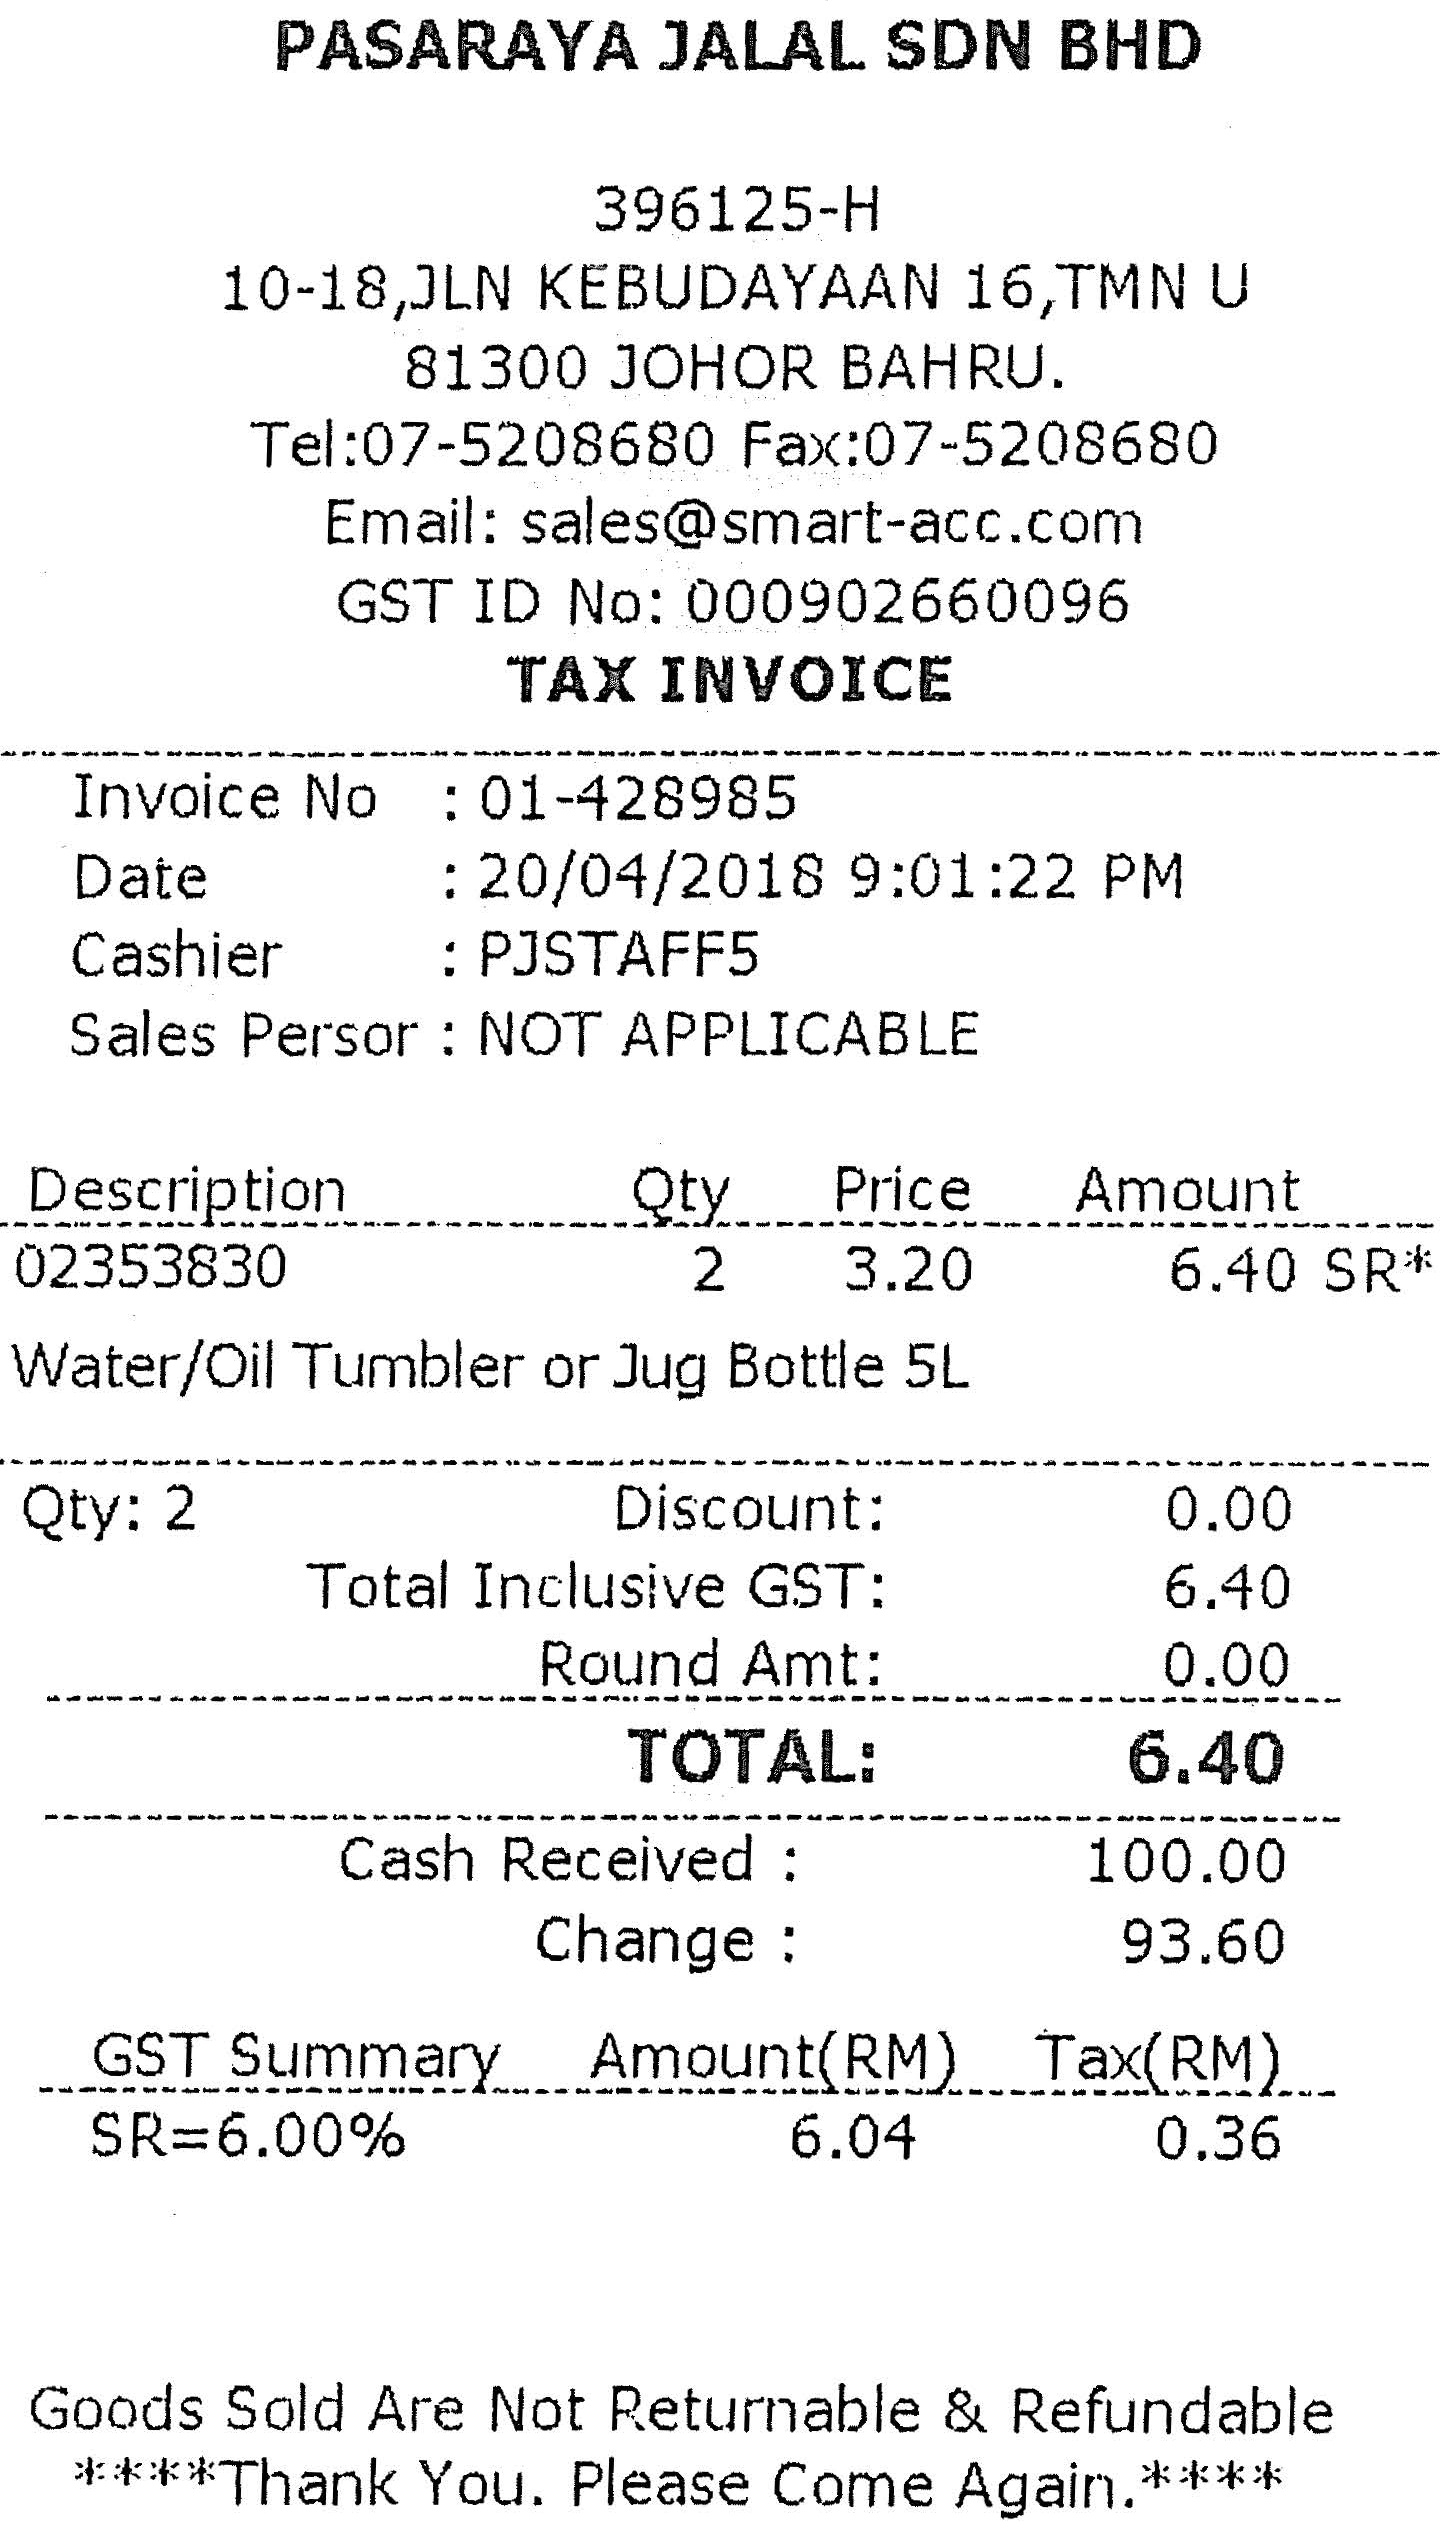 PASARAYA JALAL SDN BHD
396125-H
10-18,JLN KEBUDAYAAN 16,TMN U
81300 JOHOR BAHRU.
Tel:07-5208680 Fax:07-5208680
Email: sales@smart-acc.com
GST ID No: 000902660096
TAX INVOICE
Invoice No : 01-428985
Date : 20/04/2018 9:01:22 PM
Cashier : PJSTAFF5
Sales Persor : NOT APPLICABLE
Description Qty Price Amount
02353830 2 3.20 6.40 SR*
Water/Oil Tumbler or Jug Bottle 5L
Qty: 2 Discount: 0.00
Total Inclusive GST: 6.40
Round Amt: 0.00
TOTAL: 6.40
Cash Received : 100.00
Change : 93.60
GST Summary Amount(RM) Tax(RM)
SR=6.00% 6.04 0.36
Goods Sold Are Not Returnable & Refundable
****Thank You. Please Come Again.****